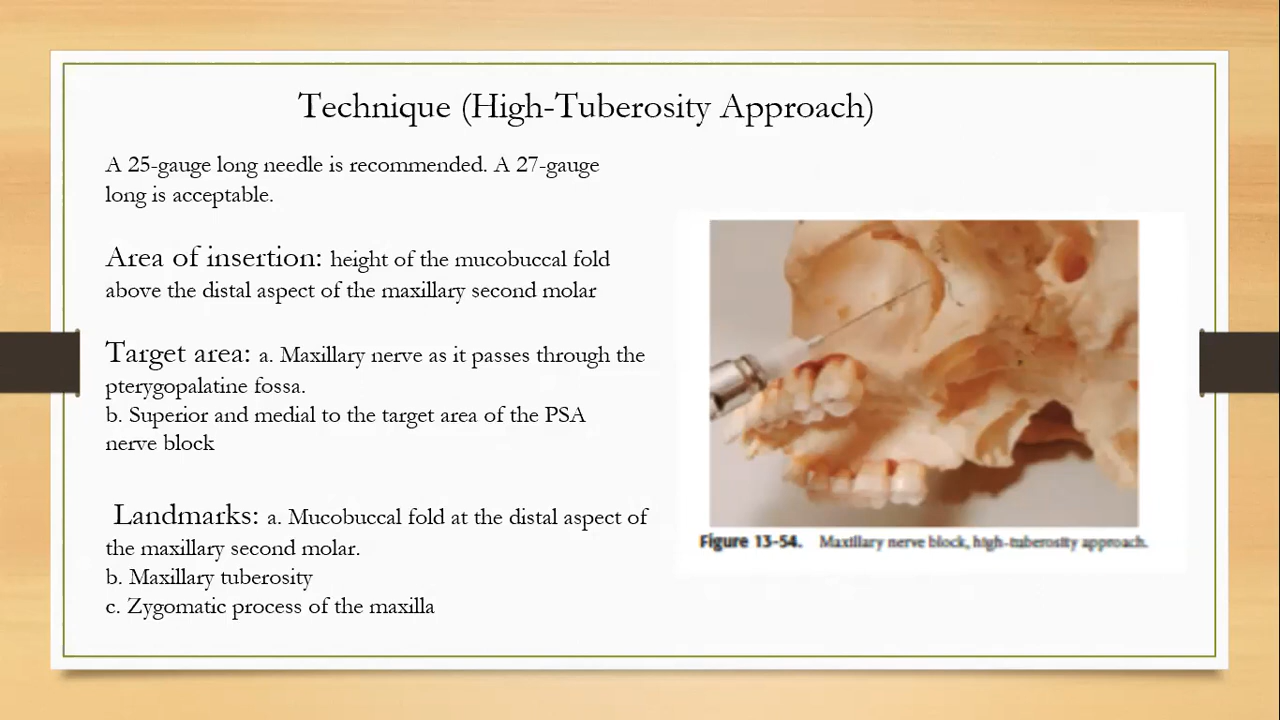 Technique (High-Tuberosity Approach)
A 25-gauge long needle is recommended. A 27-gauge
long is acceptable.
Area of insertion: height of the mucobuccal fold
above the distal aspect of the maxillary second molar
Target area: a. Maxillary nerve as it passes through the
pterygopalatine fossa.
b. Superior and medial to the target area of the PSA
nerve block
Landmarks: a. Mucobuccal fold at the distal aspect of
the maxillary second molar.
b. Maxillary tuberosity
c. Zygomatic process of the maxilla
Figure 13-54. Maxillary nerve block, high-tuberosity approach.